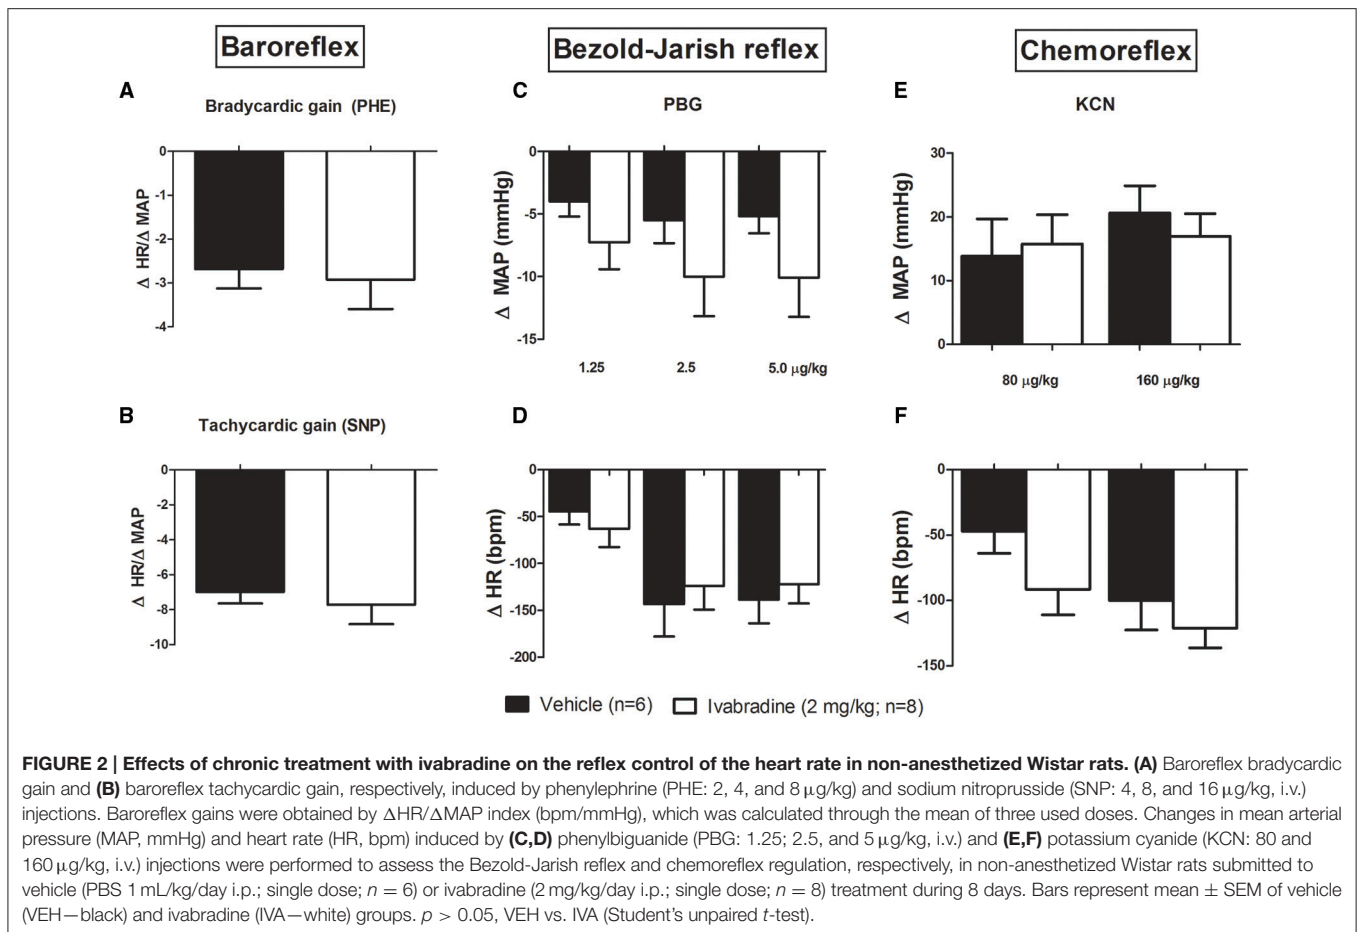 Baroreflex
Bezold-Jarish reflex
Chemoreflex
A
Bradycardic gain (PHE)
0
-1
-2
-3
-4
Δ HR/Δ MAP
C
PBG
0
-5
-10
-15
Δ MAP (mmHg)
1.25
2.5
5.0 μg/kg
E
KCN
30
20
10
0
Δ MAP (mmHg)
80 μg/kg
160 μg/kg
B
Tachycardic gain (SNP)
0
-2
-4
-6
-8
-10
Δ HR/Δ MAP
D
0
-50
-100
-150
-200
Δ HR (bpm)
F
0
-50
-100
-150
Δ HR (bpm)
Vehicle (n=6)
Ivabradine (2 mg/kg; n=8)
FIGURE 2 | Effects of chronic treatment with ivabradine on the reflex control of the heart rate in non-anesthetized Wistar rats. (A) Baroreflex bradycardic
gain and (B) baroreflex tachycardic gain, respectively, induced by phenylephrine (PHE: 2, 4, and 8 μg/kg) and sodium nitroprusside (SNP: 4, 8, and 16 μg/kg, i.v.)
injections. Baroreflex gains were obtained by ΔHR/ΔMAP index (bpm/mmHg), which was calculated through the mean of three used doses. Changes in mean arterial
pressure (MAP, mmHg) and heart rate (HR, bpm) induced by (C,D) phenylbiguanide (PBG: 1.25; 2.5, and 5 μg/kg, i.v.) and (E,F) potassium cyanide (KCN: 80 and
160 μg/kg, i.v.) injections were performed to assess the Bezold-Jarish reflex and chemoreflex regulation, respectively, in non-anesthetized Wistar rats submitted to
vehicle (PBS 1 mL/kg/day i.p.; single dose; n = 6) or ivabradine (2 mg/kg/day i.p.; single dose; n = 8) treatment during 8 days. Bars represent mean ± SEM of vehicle
(VEH—black) and ivabradine (IVA—white) groups. p > 0.05, VEH vs. IVA (Student's unpaired t-test).